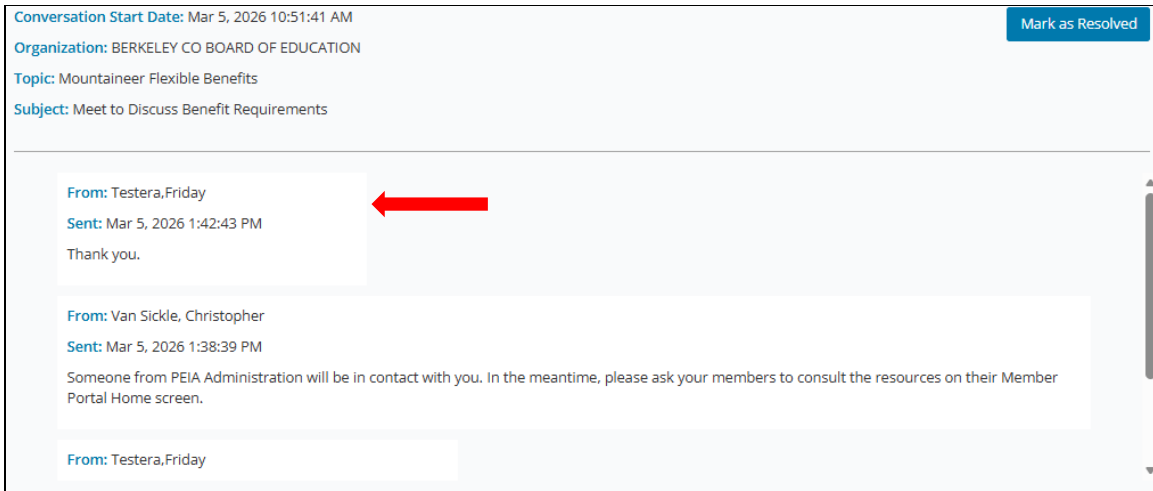 Conversation Start Date: Mar 5, 2026 10:51:41 AM
Mark as Resolved
Organization: BERKELEY CO BOARD OF EDUCATION
Topic: Mountaineer Flexible Benefits
Subject: Meet to Discuss Benefit Requirements
From: Testera,Friday
Sent: Mar 5, 2026 1:42:43 PM
Thank you.
From: Van Sickle, Christopher
Sent: Mar 5, 2026 1:38:39 PM
Someone from PEIA Administration will be in contact with you. In the meantime, please ask your members to consult the resources on their Member
Portal Home screen.
From: Testera,Friday